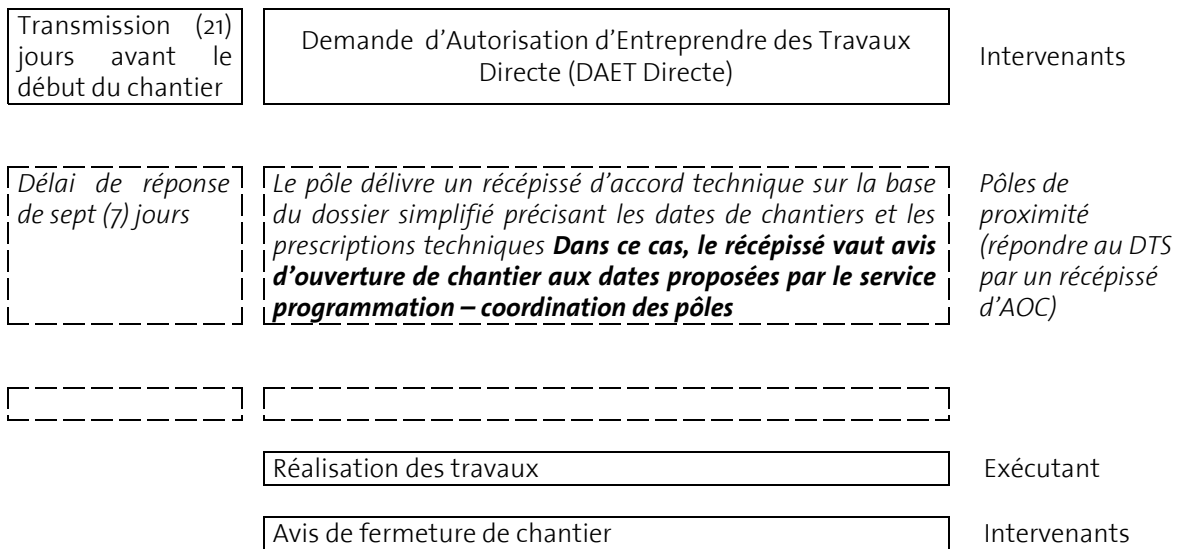 Transmission (21)
jours avant le
début du chantier
Demande d'Autorisation d'Entreprendre des Travaux
Directe (DAET Directe)
Intervenants
Délai de réponse
de sept (7) jours
Le pôle délivre un récépissé d'accord technique sur la base
du dossier simplifié précisant les dates de chantiers et les
prescriptions techniques Dans ce cas, le récépissé vaut avis
d'ouverture de chantier aux dates proposées par le service
programmation – coordination des pôles
Pôles de
proximité
(répondre au DTS
par un récépissé
d'AOC)
Réalisation des travaux
Exécutant
Avis de fermeture de chantier
Intervenants